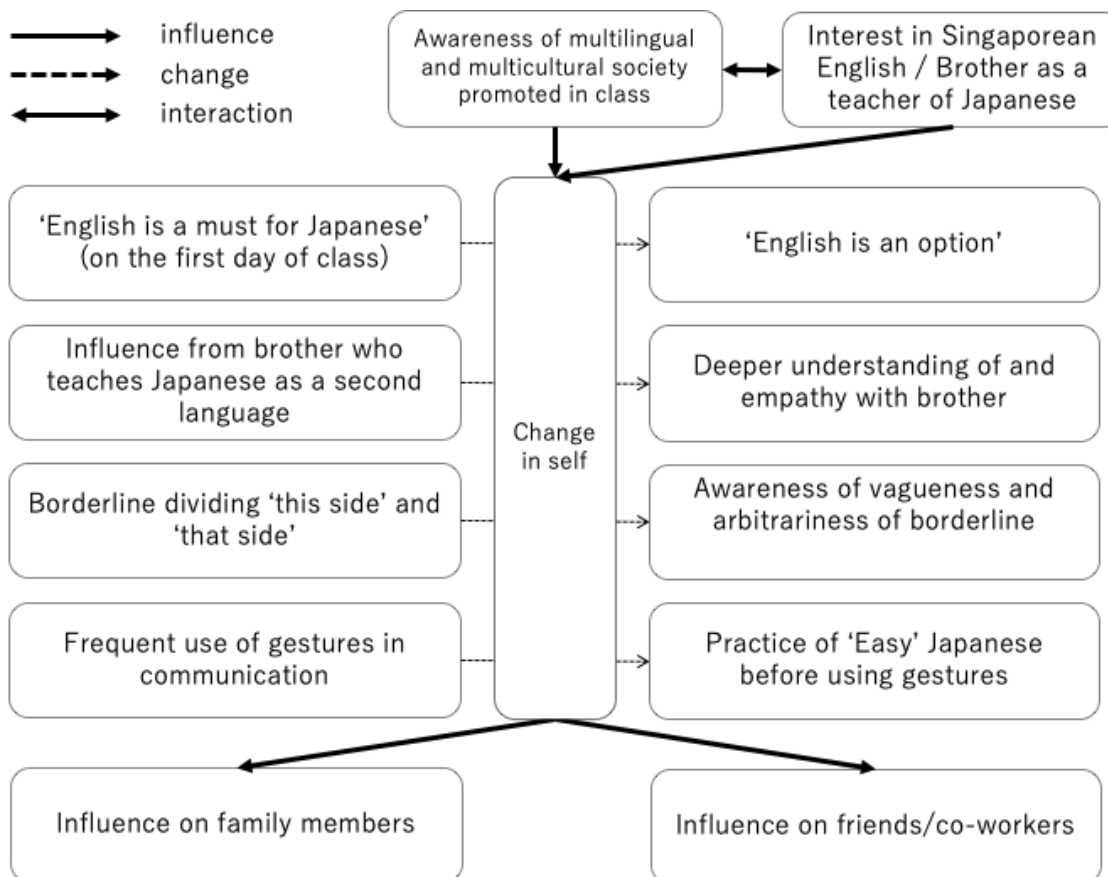 influence
change
interaction
Awareness of multilingual
and multicultural society
promoted in class
Interest in Singaporean
English / Brother as a
teacher of Japanese
‘English is a must for Japanese’
(on the first day of class)
‘English is an option’
Influence from brother who
teaches Japanese as a second
language
Deeper understanding of and
empathy with brother
Change
in self
Borderline dividing ‘this side’ and
‘that side’
Awareness of vagueness and
arbitrariness of borderline
Frequent use of gestures in
communication
Practice of ‘Easy’ Japanese
before using gestures
Influence on family members
Influence on friends/co-workers